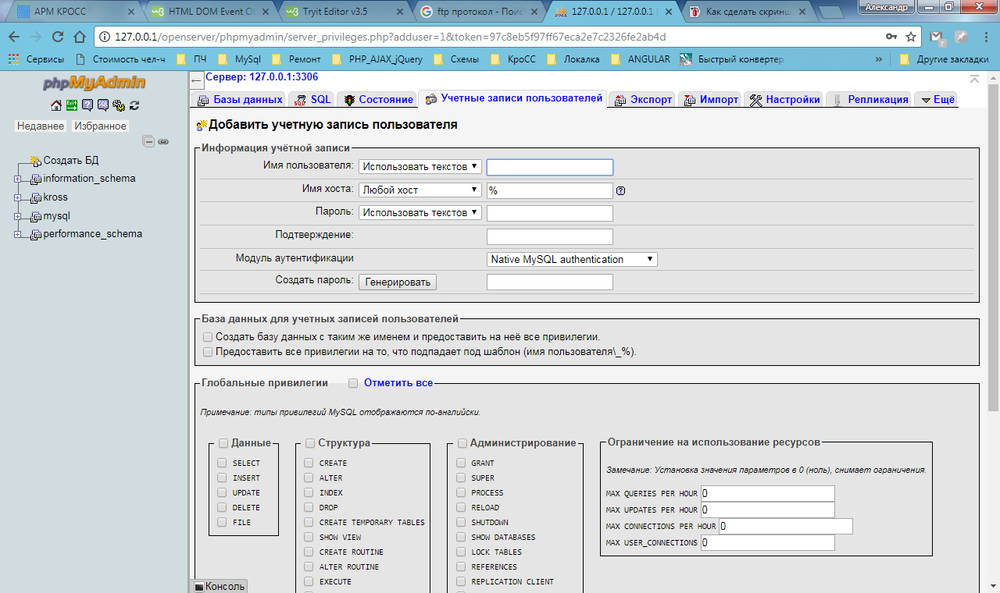 АРМ КРОСС
HTML DOM Event Ob
Tryit Editor v3.5
ftp протокол - Поис
127.0.0.1 / 127.0.0.1 |
Как сделать скринш
Александр
127.0.0.1/openserver/phpmyadmin/server_privileges.php?adduser=1&token=97c8eb5f97ff67eca2e7c2326fe2ab4d
Сервисы Стоимость чел-ч ПЧ MySql Ремонт PHP_AJAX_jQuery Схемы КроСС Локалка ANGULAR Быстрый конвертер » Другие закладки
phpMyAdmin
Недавнее Избранное
Создать БД
information_schema
kross
mysql
performance_schema
Сервер: 127.0.0.1:3306
Базы данных SQL Состояние Учетные записи пользователей Экспорт Импорт Настройки Репликация Ещё
Добавить учетную запись пользователя
Информация учётной записи
Имя пользователя: Использовать текстов
Имя хоста: Любой хост %
Пароль: Использовать текстов
Подтверждение:
Модуль аутентификации Native MySQL authentication
Создать пароль: Генерировать
База данных для учетных записей пользователей
Создать базу данных с таким же именем и предоставить на неё все привилегии.
Предоставить все привилегии на то, что подпадает под шаблон (имя пользователя\_%).
Глобальные привилегии Отметить все
Примечание: типы привилегий MySQL отображаются по-английски.
Данные
SELECT
INSERT
UPDATE
DELETE
FILE
Структура
CREATE
ALTER
INDEX
DROP
CREATE TEMPORARY TABLES
SHOW VIEW
CREATE ROUTINE
ALTER ROUTINE
EXECUTE
Администрирование
GRANT
SUPER
PROCESS
RELOAD
SHUTDOWN
SHOW DATABASES
LOCK TABLES
REFERENCES
REPLICATION CLIENT
Ограничение на использование ресурсов
Замечание: Установка значения параметров в 0 (ноль), снимает ограничения.
MAX QUERIES PER HOUR 0
MAX UPDATES PER HOUR 0
MAX CONNECTIONS PER HOUR 0
MAX USER_CONNECTIONS 0
Консоль